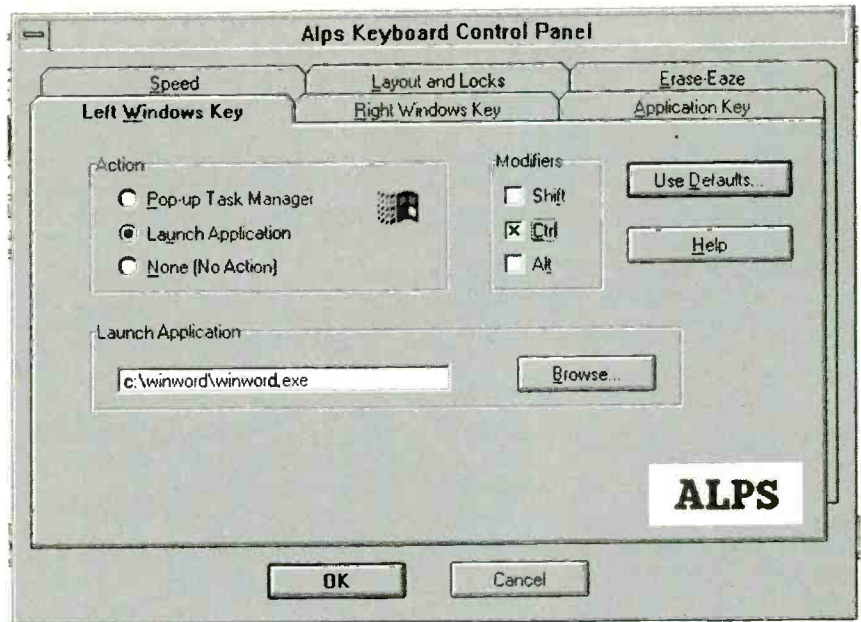 Alps Keyboard Control Panel
Speed
Layout and Locks
Erase-Eaze
Left Windows Key
Right Windows Key
Application Key
Action
Pop-up Task Manager
Launch Application
None (No Action)
Modifiers
Shift
Ctrl
Alt
Use Defaults...
Help
Launch Application
c:\winword\winword.exe
Browse...
ALPS
OK
Cancel